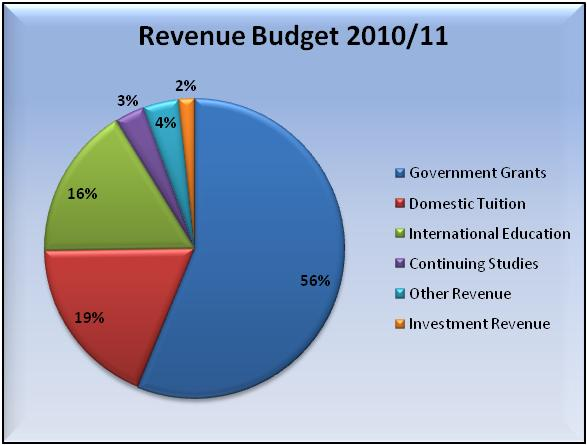 Revenue Budget 2010/11
2%
3%
4%
16%
56%
19%
Government Grants
Domestic Tuition
International Education
Continuing Studies
Other Revenue
Investment Revenue